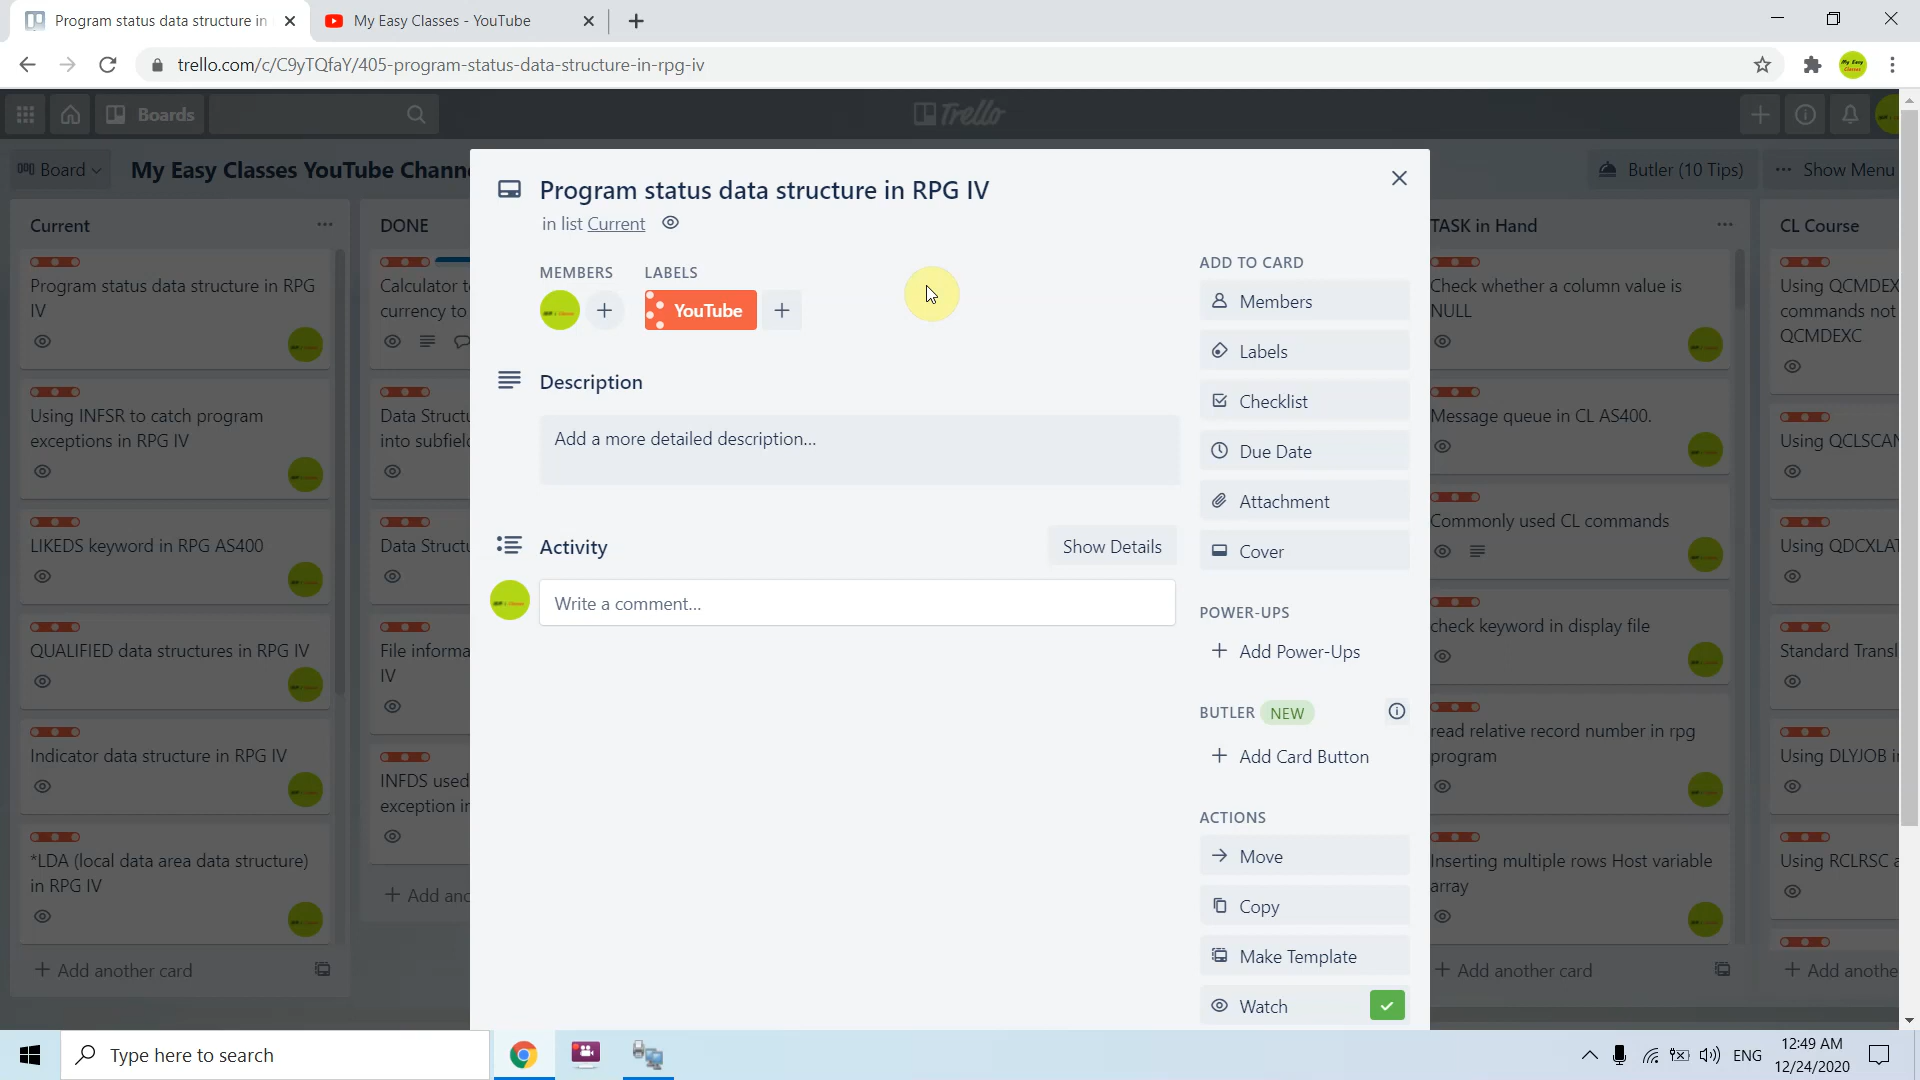 Program status data structure in
My Easy Classes - YouTube
trello.com/c/C9yTQfaY/405-program-status-data-structure-in-rpg-iv
Boards
Trello
Board
My Easy Classes YouTube Chann
Butler (10 Tips)
Show Menu
Current
Program status data structure in RPG
IV
Using INFSR to catch program
exceptions in RPG IV
LIKEDS keyword in RPG AS400
QUALIFIED data structures in RPG IV
Indicator data structure in RPG IV
*LDA (local data area data structure)
in RPG IV
Add another card
DONE
Calculator t
currency to
Data Structu
into subfield
Data Structu
File informa
IV
INFDS used
exception in
Add ano
Program status data structure in RPG IV
in list Current
MEMBERS
LABELS
YouTube
Description
Add a more detailed description...
Activity
Show Details
Write a comment...
ADD TO CARD
Members
Labels
Checklist
Due Date
Attachment
Cover
POWER-UPS
Add Power-Ups
BUTLER NEW
Add Card Button
ACTIONS
Move
Copy
Make Template
Watch
TASK in Hand
Check whether a column value is
NULL
Message queue in CL AS400.
Commonly used CL commands
check keyword in display file
read relative record number in rpg
program
Inserting multiple rows Host variable
array
Add another card
CL Course
Using QCMDEX
commands not
QCMDEXC
Using QCLSCAN
Using QDCXLAT
Standard Transl
Using DLYJOB i
Using RCLRSC a
Add anothe
Type here to search
ENG
12:49 AM
12/24/2020